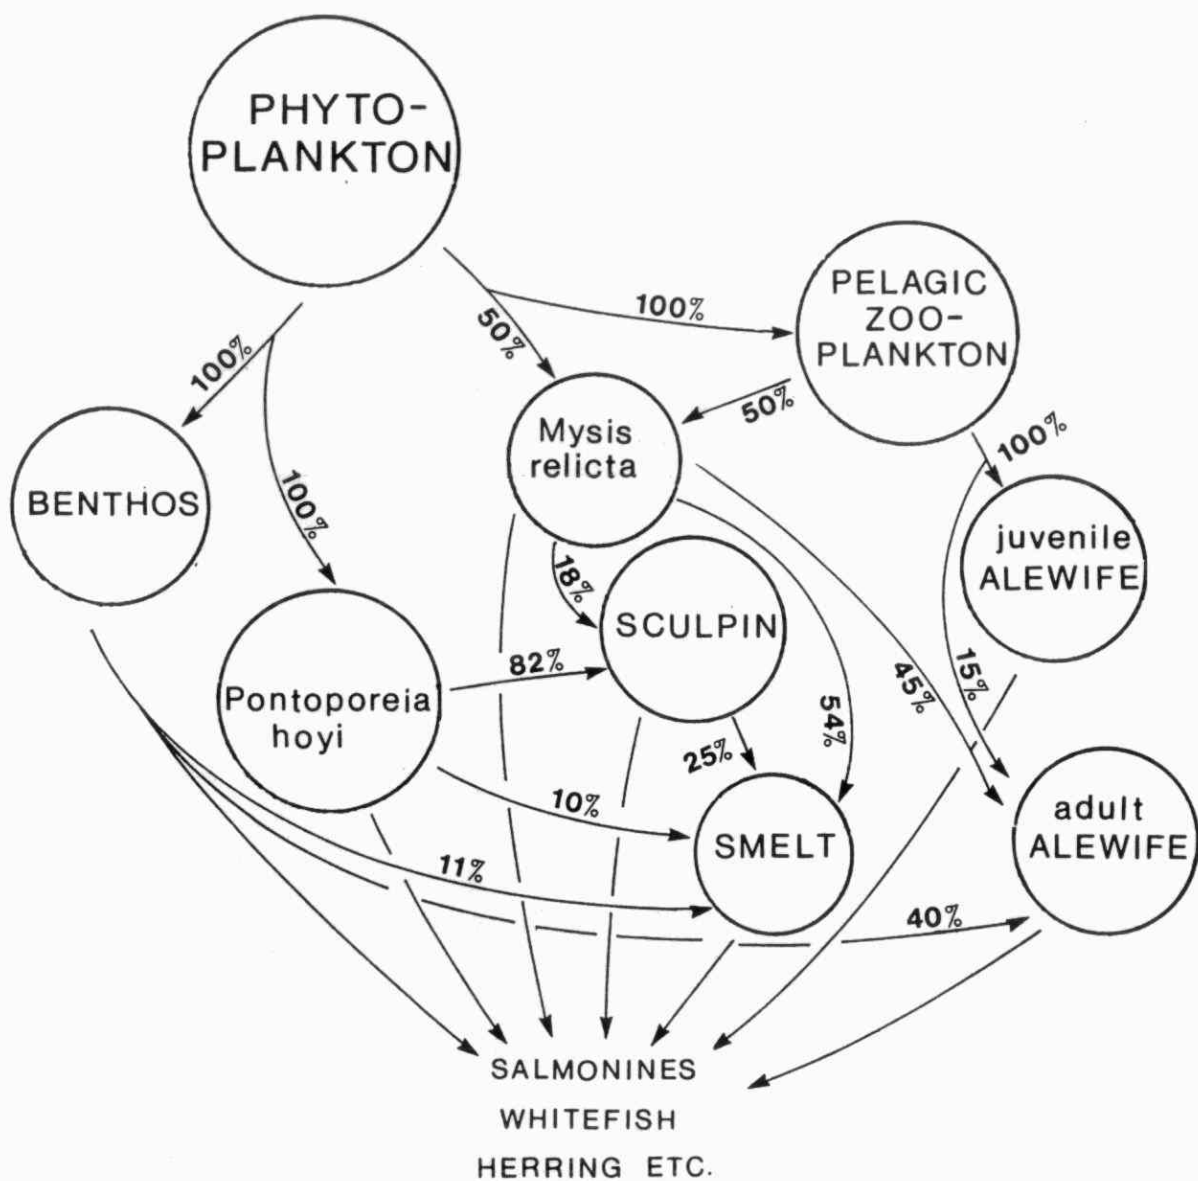 PHYTO-
PLANKTON
PELAGIC
ZOO-
PLANKTON
100%
50%
100%
50%
100%
Mysis
relicta
BENTHOS
100%
juvenile
ALEWIFE
18%
SCULPIN
82%
15%
45%
54%
Pontoporeia
hoyi
25%
10%
SMELT
adult
ALEWIFE
11%
40%
SALMONINES
WHITEFISH
HERRING ETC.